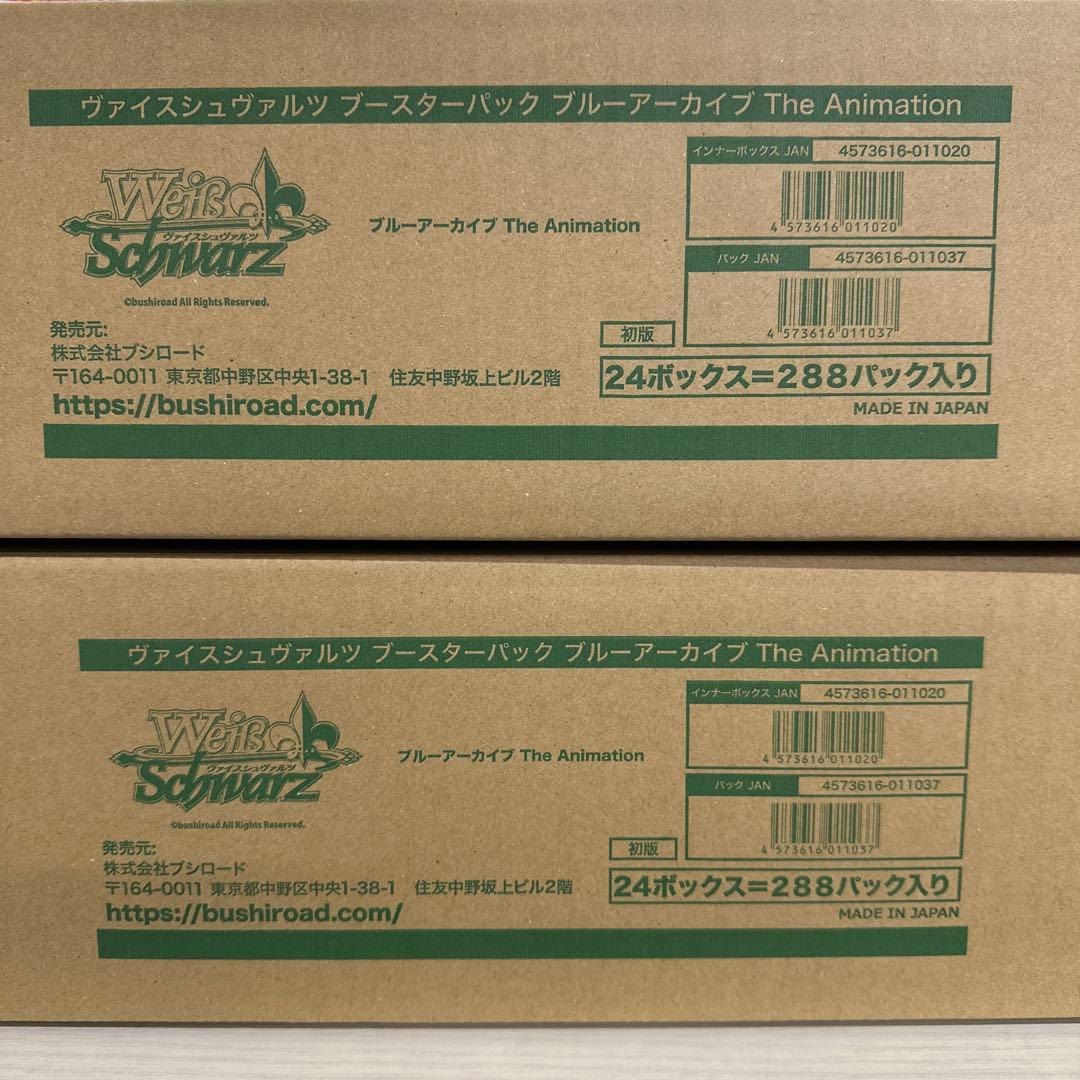 ヴァイスシュヴァルツ ブースターパック ブルーアーカイブ The Animation
Weiß
ヴァイスシュヴァルツ
Schwarz
©bushiroad All Rights Reserved.
ブルーアーカイブ The Animation
インナーボックス JAN 4573616-011020
4 573616 011020
パック JAN 4573616-011037
4 573616 011037
発売元:
株式会社ブシロード
〒164-0011 東京都中野区中央1-38-1 住友中野坂上ビル2階
https://bushiroad.com/
初版
24ボックス=288パック入り
MADE IN JAPAN
ヴァイスシュヴァルツ ブースターパック ブルーアーカイブ The Animation
Weiß
ヴァイスシュヴァルツ
Schwarz
©bushiroad All Rights Reserved.
ブルーアーカイブ The Animation
インナーボックス JAN 4573616-011020
4 573616 011020
パック JAN 4573616-011037
4 573616 011037
発売元:
株式会社ブシロード
〒164-0011 東京都中野区中央1-38-1 住友中野坂上ビル2階
https://bushiroad.com/
初版
24ボックス=288パック入り
MADE IN JAPAN